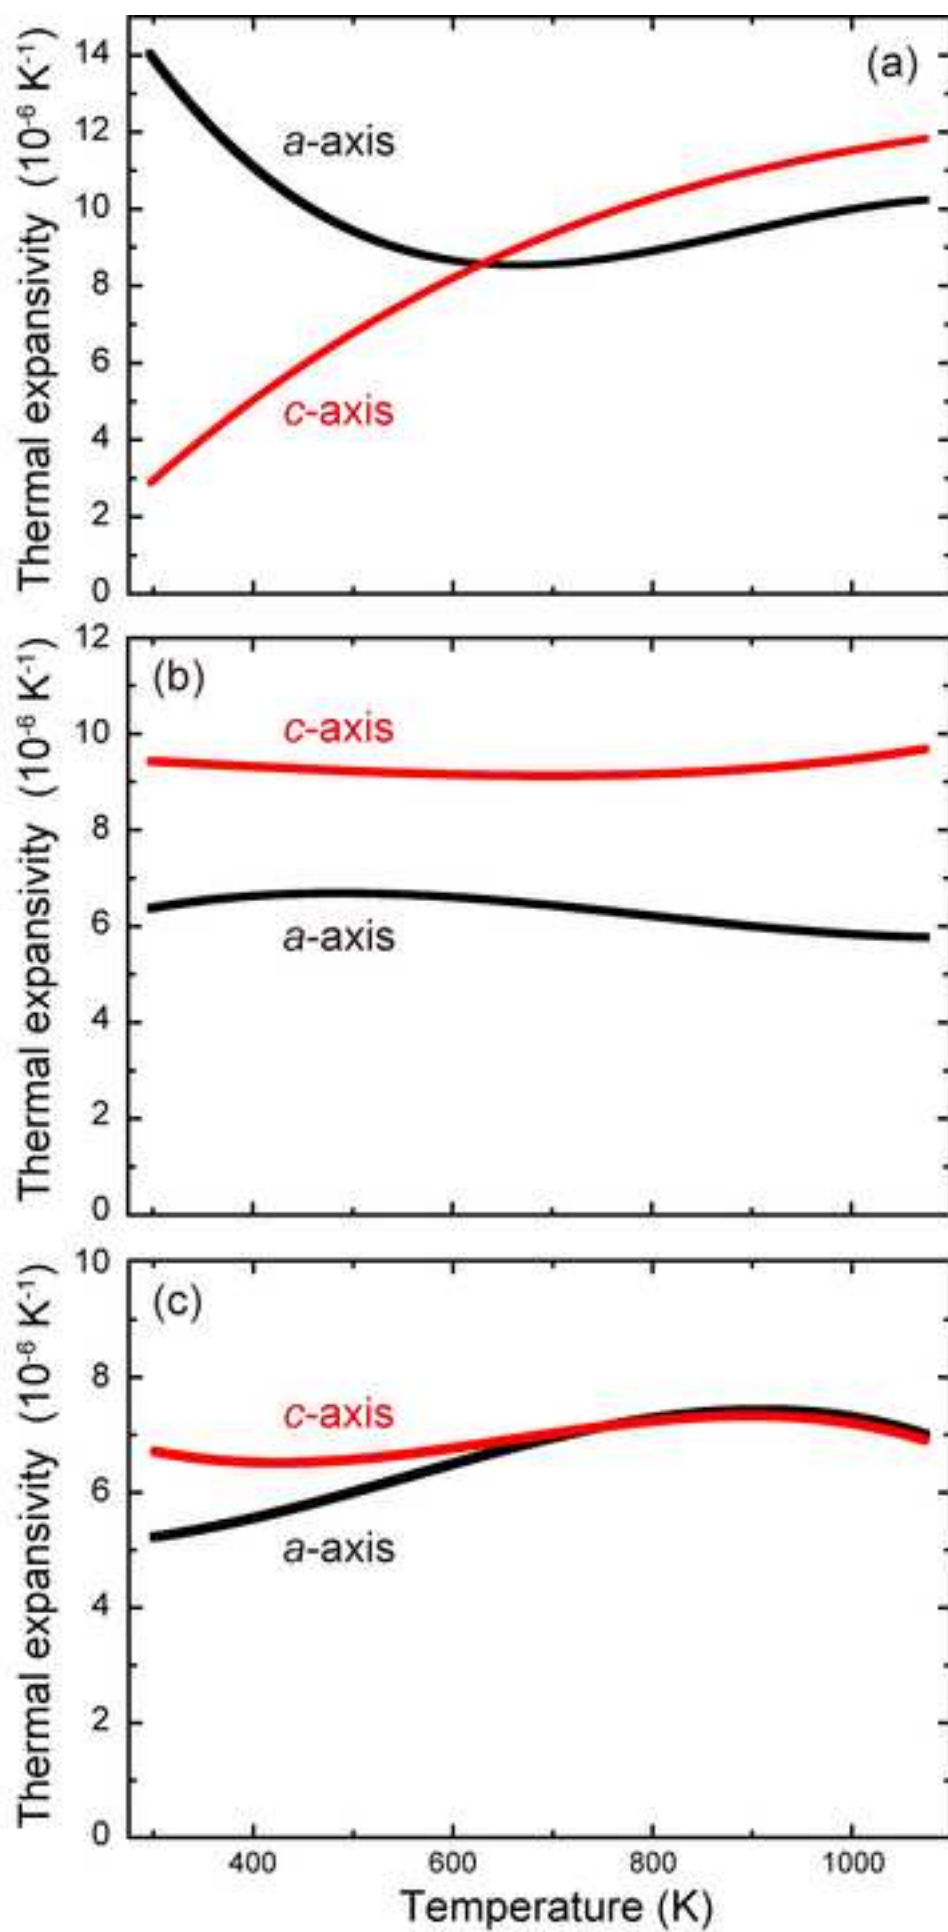 Thermal expansivity (10⁻⁶ K⁻¹)
14
12
10
8
6
4
2
0
(a)
a-axis
c-axis
Thermal expansivity (10⁻⁶ K⁻¹)
12
10
8
6
4
2
0
(b)
c-axis
a-axis
Thermal expansivity (10⁻⁶ K⁻¹)
10
8
6
4
2
0
(c)
c-axis
a-axis
400 600 800 1000
Temperature (K)